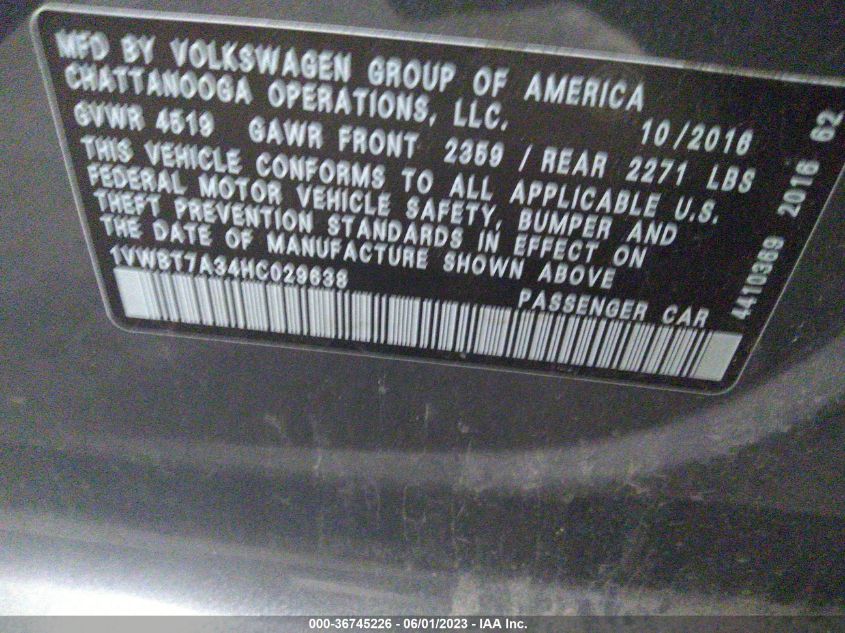 MFD BY VOLKSWAGEN GROUP OF AMERICA
CHATTANOOGA OPERATIONS, LLC.
10/2016
GVWR 4519 GAWR FRONT 2359 / REAR 2271 LBS
THIS VEHICLE CONFORMS TO ALL APPLICABLE U.S.
FEDERAL MOTOR VEHICLE SAFETY, BUMPER AND
THEFT PREVENTION STANDARDS IN EFFECT ON
THE DATE OF MANUFACTURE SHOWN ABOVE
1VWBT7A34HC029638
PASSENGER CAR
4410369 2016 62
000-36745226 - 06/01/2023 - IAA Inc.